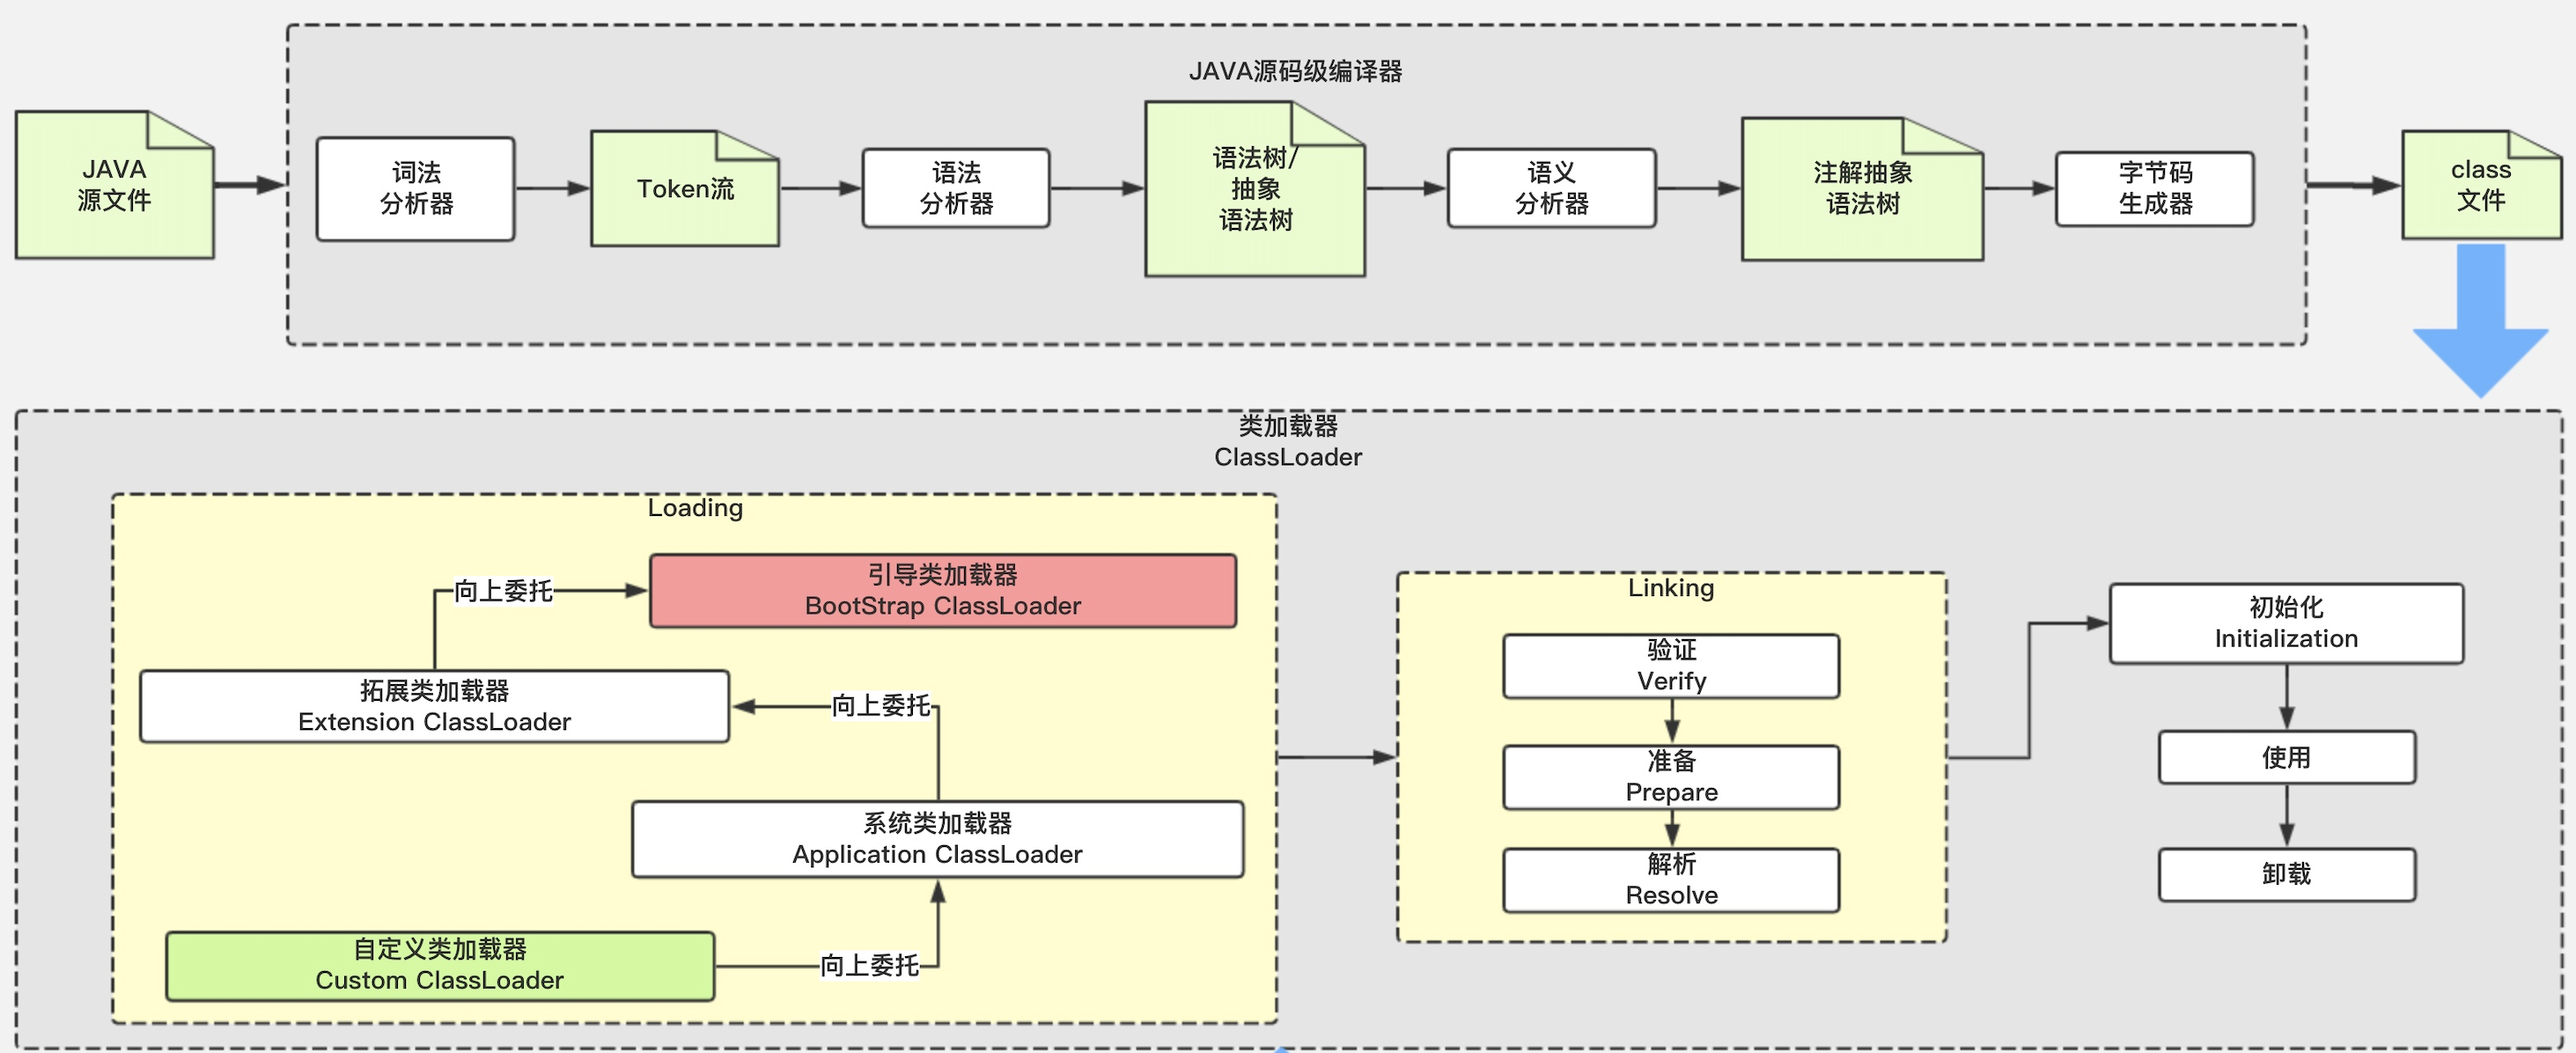 JAVA源码级编译器
JAVA
源文件
词法
分析器
Token流
语法
分析器
语法树/
抽象
语法树
语义
分析器
注解抽象
语法树
字节码
生成器
class
文件
类加载器
ClassLoader
Loading
向上委托
引导类加载器
BootStrap ClassLoader
拓展类加载器
Extension ClassLoader
向上委托
系统类加载器
Application ClassLoader
自定义类加载器
Custom ClassLoader
向上委托
Linking
验证
Verify
准备
Prepare
解析
Resolve
初始化
Initialization
使用
卸载